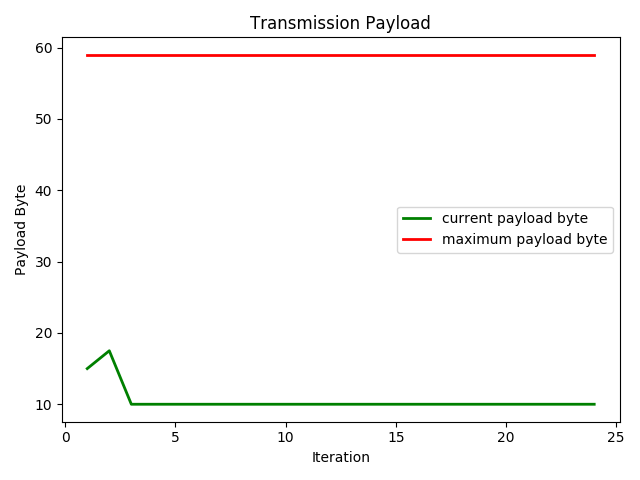 Transmission Payload
Payload Byte
60
50
40
30
20
10
current payload byte
maximum payload byte
0
5
10
15
20
25
Iteration